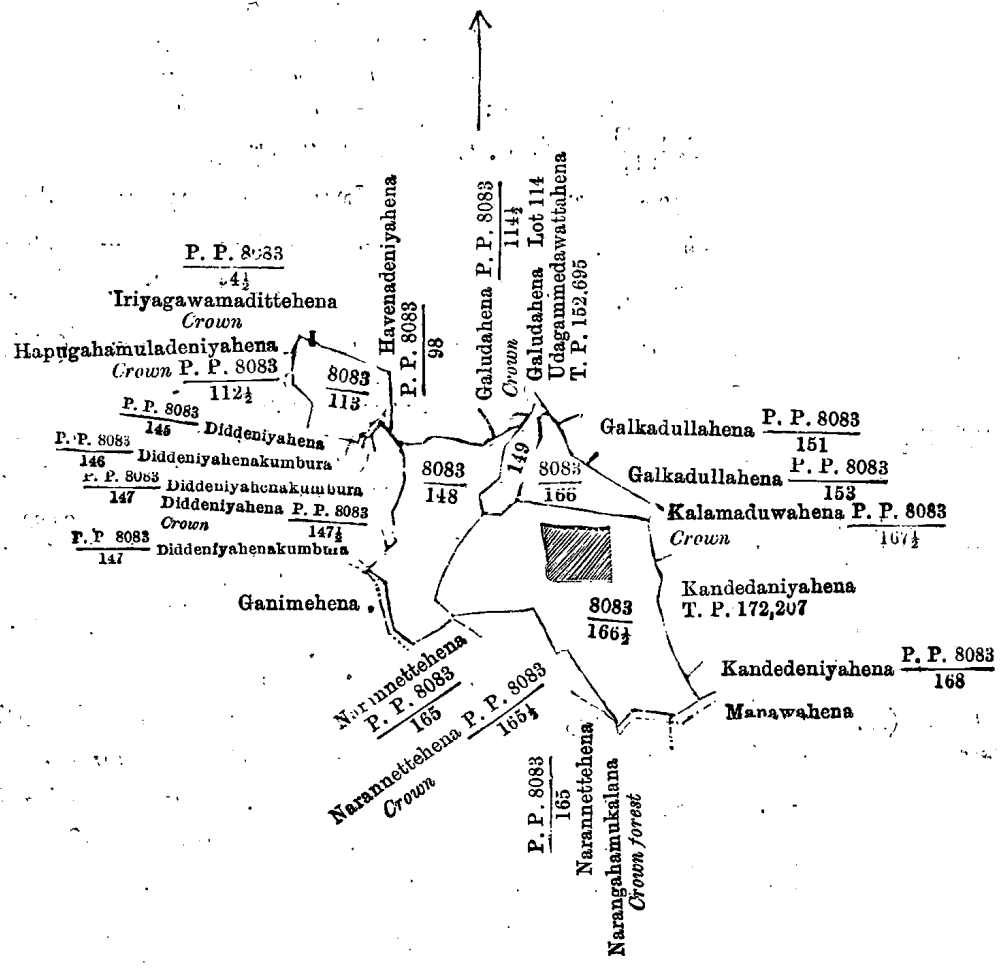 Havenadeniyahena
P. P. 8083
98
Galudahena P. P. 8083
114½
Crown
Galudahena Lot 114
Udagammedawattahena
T. P. 152,695
P. P. 8083
Iriyagawamadittehena
Crown
Hapugahamuladeniyahena
Crown P. P. 8083
112½
8083
113
P. P. 8083
145 Diddeniyahena
P. P. 8083
146 Diddeniyahenakumbura
P. P. 8083
147 Diddeniyahenakumbura
Diddeniyahena P. P. 8083
Crown 147½
P. P 8083
147 Diddeniyahenakumbura
Ganimehena
8083
148
149
8083
166
8083
166½
Galkadullahena P. P. 8083
151
Galkadullahena P. P. 8083
153
Kalamaduwahena P. P. 8083
Crown 167½
Kandedaniyahena
T. P. 172,207
Kandedeniyahena P. P. 8083
168
Manawahena
Narannettehena
P. P. 8083
165
Narannettehena P. P. 8083
Crown
P. P. 8083
165
Narannettehena
Narangahamukalana
Crown forest